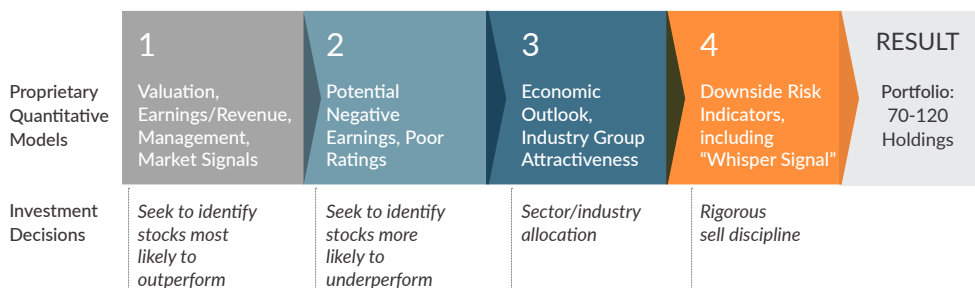 1
2
3
4
RESULT
Proprietary
Quantitative
Models
Valuation,
Earnings/Revenue,
Management,
Market Signals
Potential
Negative
Earnings, Poor
Ratings
Economic
Outlook,
Industry Group
Attractiveness
Downside Risk
Indicators,
including
“Whisper Signal”
Portfolio:
70-120
Holdings
Investment
Decisions
Seek to identify
stocks most
likely to
outperform
Seek to identify
stocks more
likely to
underperform
Sector/industry
allocation
Rigorous
sell discipline